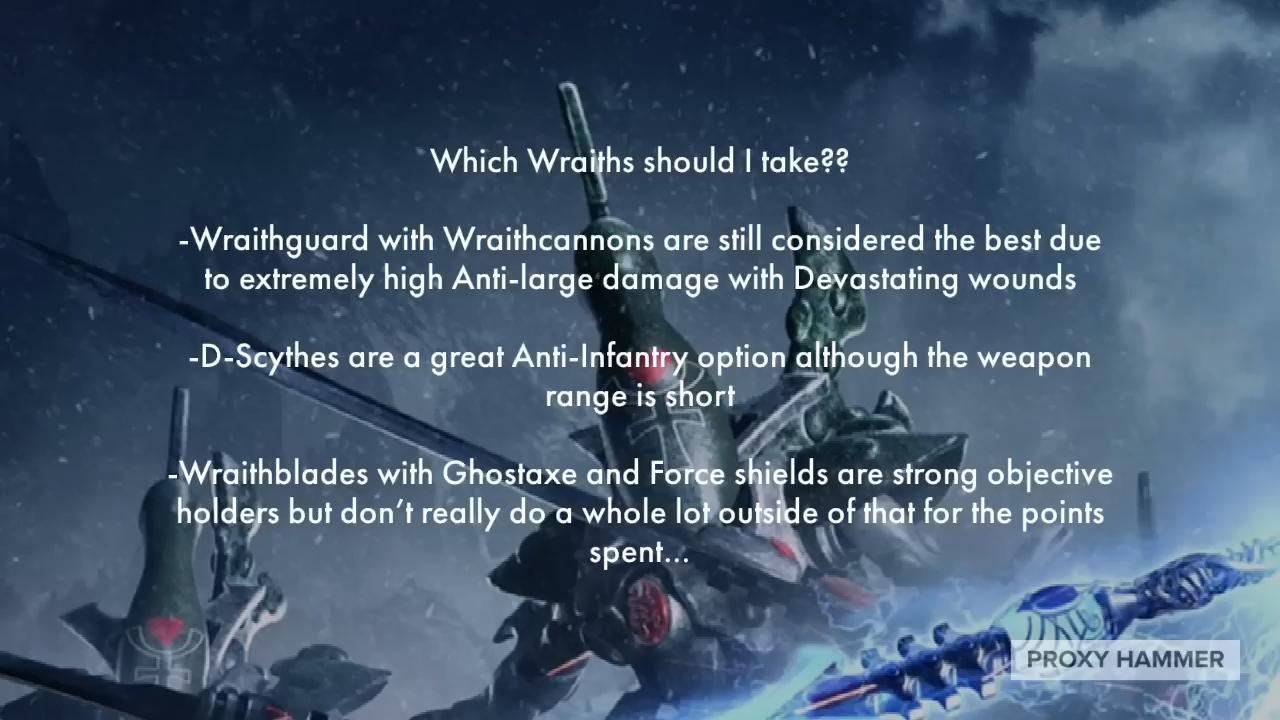 Which Wraiths should I take??
-Wraithguard with Wraithcannons are still considered the best due
to extremely high Anti-large damage with Devastating wounds
-D-Scythes are a great Anti-Infantry option although the weapon
range is short
-Wraithblades with Ghostaxe and Force shields are strong objective
holders but don’t really do a whole lot outside of that for the points
spent...
PROXY HAMMER